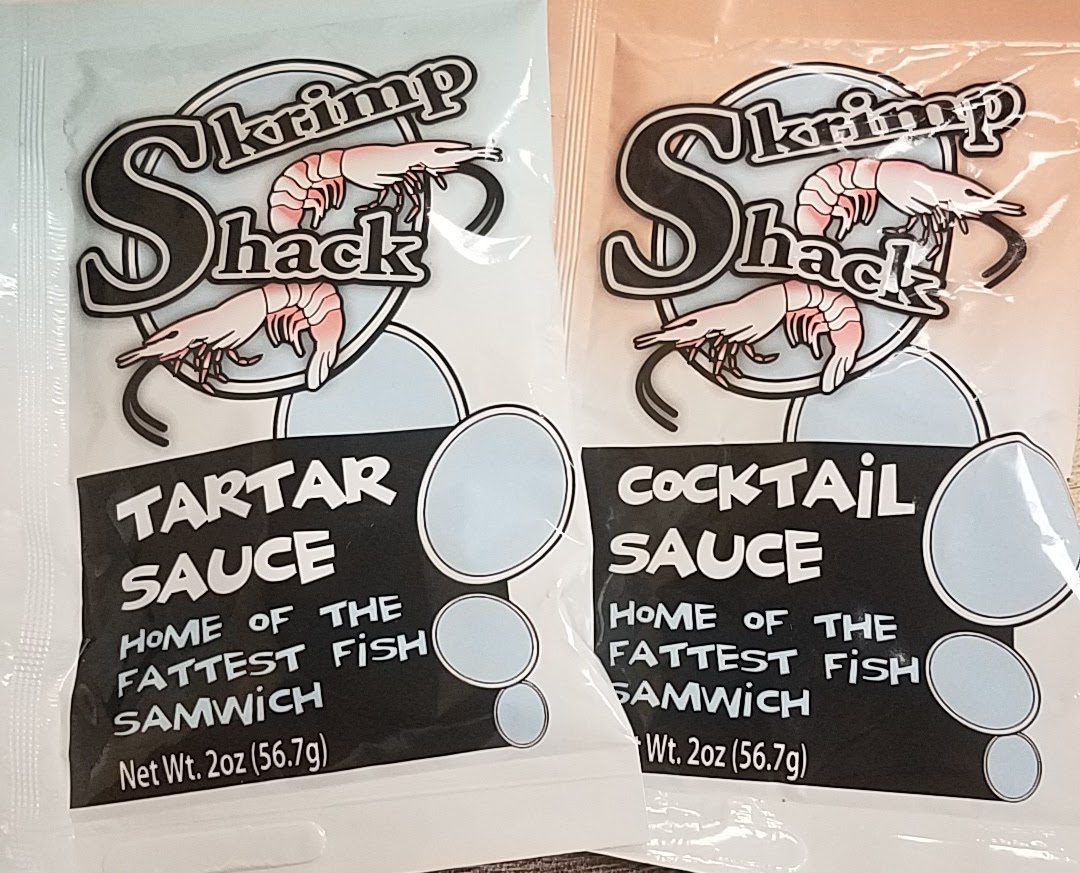 Skrimp
Shack
TARTAR
SAUCE
HOME OF THE
FATTEST FiSH
SAMWiCH
Net Wt. 2oz (56.7g)
Skrimp
Shack
COCKTAiL
SAUCE
HOME OF THE
FATTEST FiSH
SAMWiCH
Wt. 2oz (56.7g)